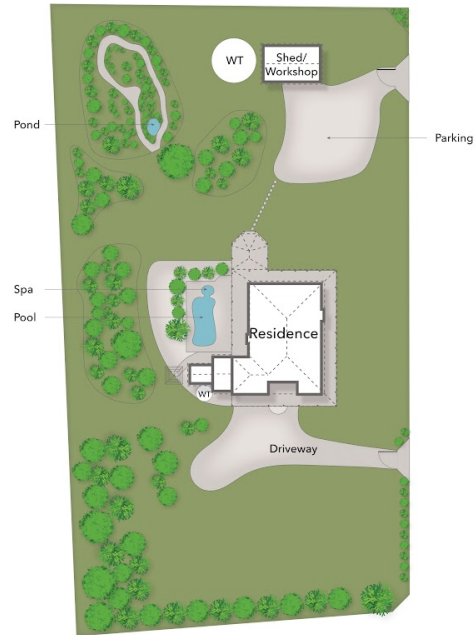 WT
Shed/
Workshop
Pond
Parking
Spa
Pool
Residence
WT
Driveway